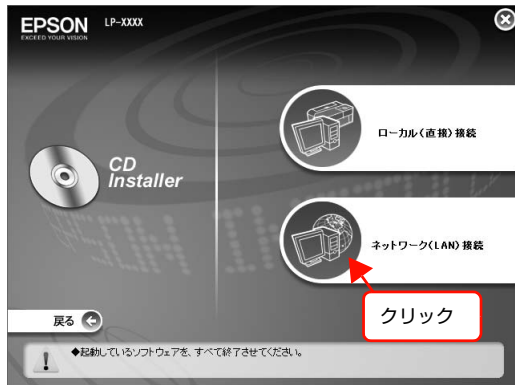 EPSON
EXCEED YOUR VISION
LP-XXXX
ローカル(直接)接続
CD
Installer
ネットワーク(LAN)接続
クリック
戻る
◆起動しているソフトウェアを、すべて終了させてください。